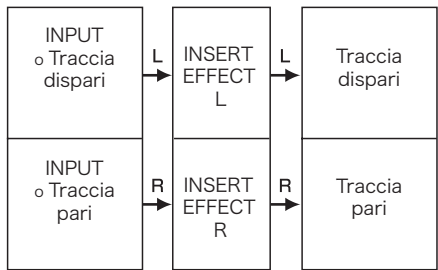 INPUT
o Traccia
dispari
L
INSERT
EFFECT
L
L
Traccia
dispari
INPUT
o Traccia
pari
R
INSERT
EFFECT
R
R
Traccia
pari